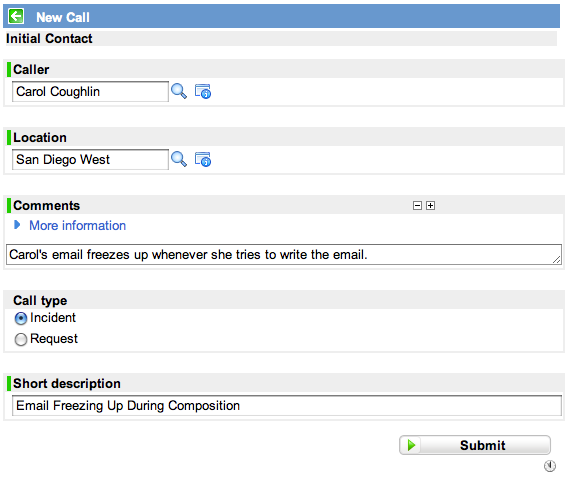 New Call
Initial Contact
Caller
Carol Coughlin
Location
San Diego West
Comments
More information
Carol's email freezes up whenever she tries to write the email.
Call type
Incident
Request
Short description
Email Freezing Up During Composition
Submit